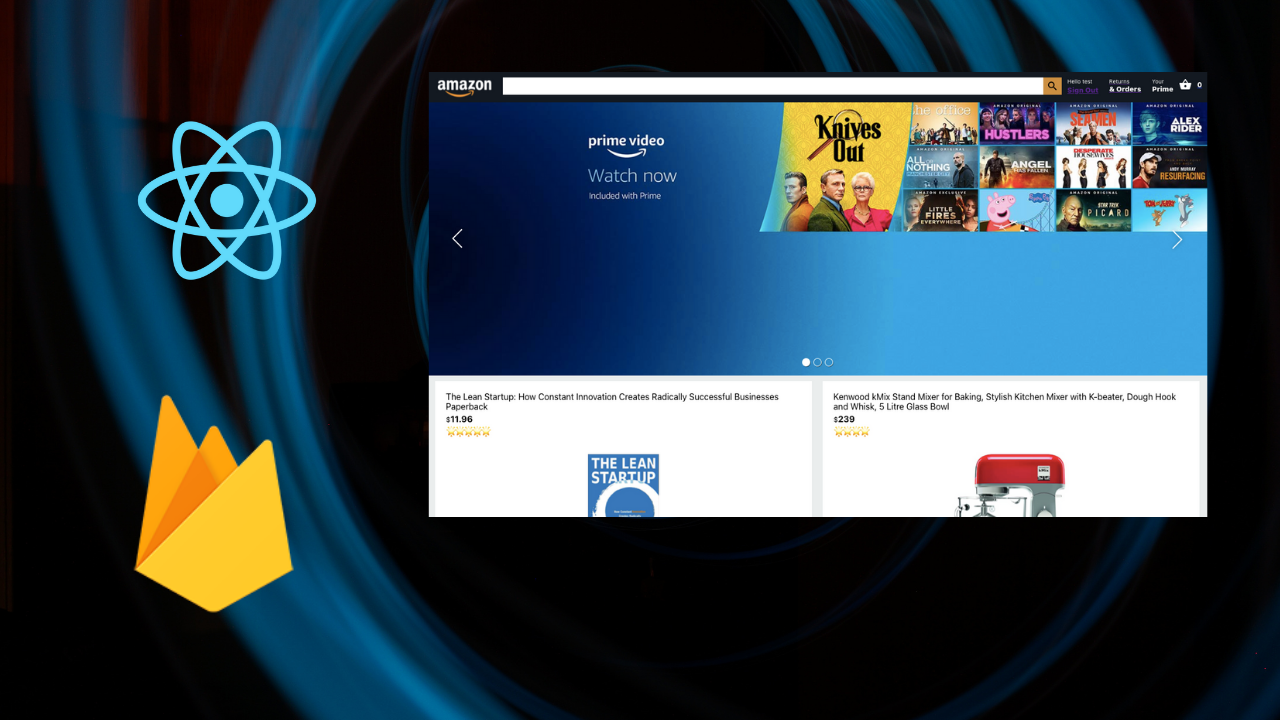 amazon
Hello test
Sign Out
Returns
& Orders
Your
Prime
0
prime video
Watch now
Included with Prime
Knives
Out
the office
AMAZON ORIGINAL
HUSTLERS
AMAZON ORIGINAL
SEAMEN
AMAZON ORIGINAL
ALEX
RIDER
AMAZON ORIGINAL
ALL OR
NOTHING
ANGEL
HAS FALLEN
DESPERATE
HOUSEWIVES
ANDY MURRAY
RESURFACING
AMAZON EXCLUSIVE
LITTLE
FIRES
EVERYWHERE
Peppa Pig
AMAZON ORIGINAL
STAR TREK
PICARD
TOM AND JERRY
The Lean Startup: How Constant Innovation Creates Radically Successful Businesses
Paperback
$11.96
THE LEAN
STARTUP
Kenwood kMix Stand Mixer for Baking, Stylish Kitchen Mixer with K-beater, Dough Hook
and Whisk, 5 Litre Glass Bowl
$239